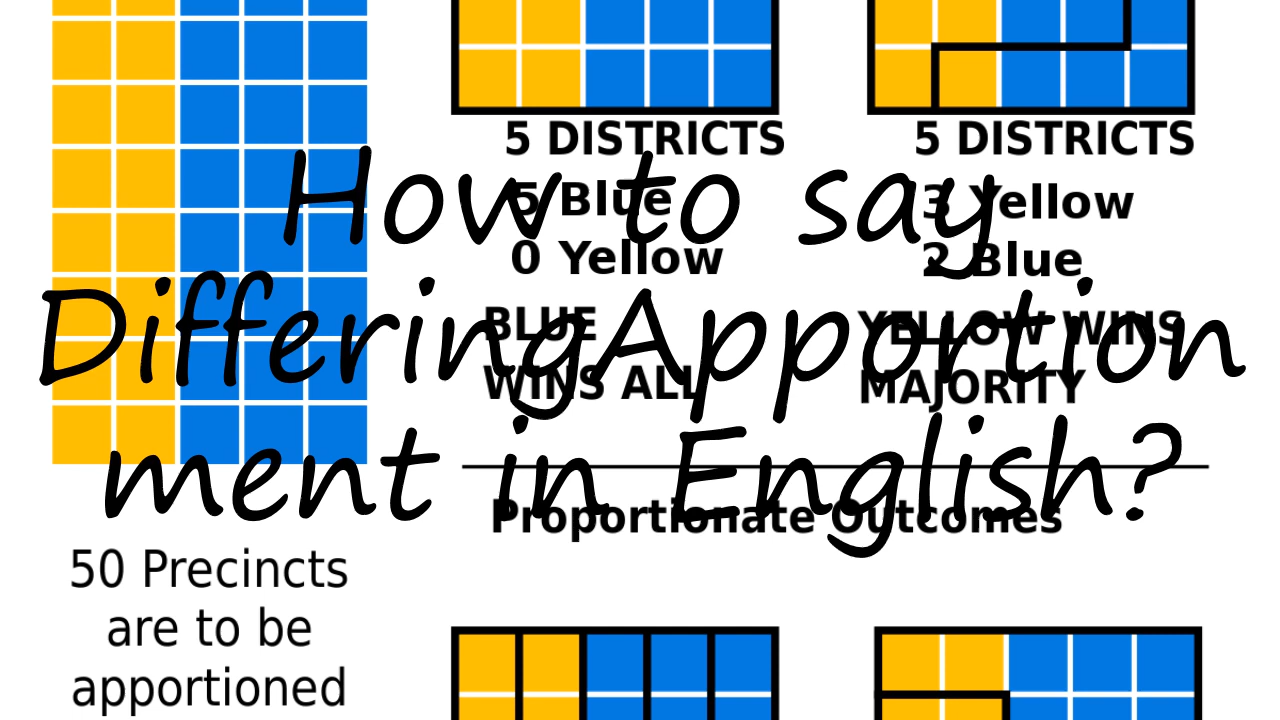 How to say
DifferingApportion
ment in English?
5 DISTRICTS
5 Blue
0 Yellow
BLUE
WINS ALL
5 DISTRICTS
3 Yellow
2 Blue
YELLOW WINS
MAJORITY
Proportionate Outcomes
50 Precincts
are to be
apportioned